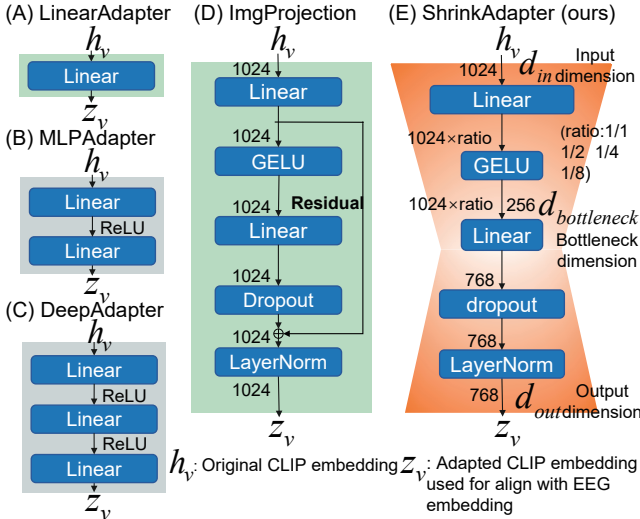 (A) LinearAdapter
h_v
Linear
z_v
(B) MLPAdapter
h_v
Linear
ReLU
Linear
z_v
(C) DeepAdapter
h_v
Linear
ReLU
Linear
ReLU
Linear
z_v
(D) ImgProjection
h_v
1024
Linear
1024
GELU
1024
Residual
Linear
1024
Dropout
1024 ⊕
LayerNorm
1024
z_v
(E) ShrinkAdapter (ours)
h_v
1024
d_in
Input
dimension
Linear
1024×ratio
(ratio:1/1
1/2 1/4
1/8)
GELU
1024×ratio
256
d_bottleneck
Bottleneck
dimension
Linear
768
dropout
768
LayerNorm
768
d_out
Output
dimension
z_v
h_v: Original CLIP embedding
z_v: Adapted CLIP embedding
used for align with EEG
embedding